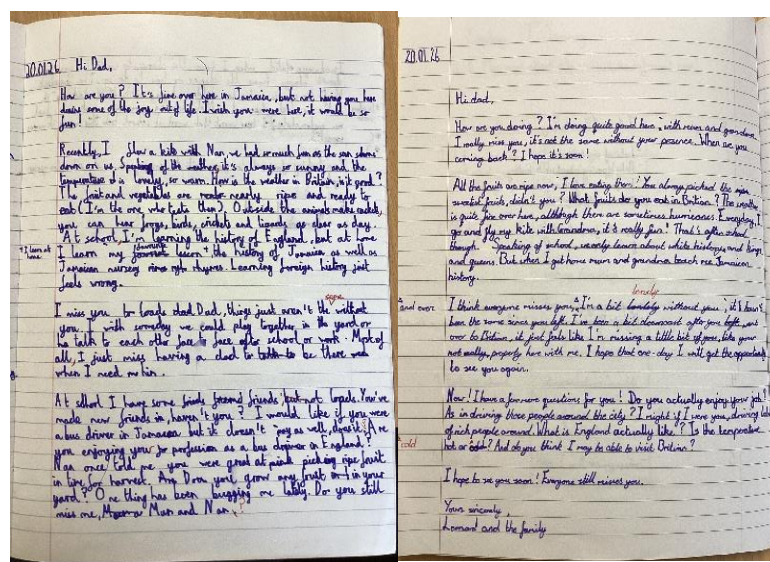 20.01.26 Hi Dad,
How are you? It's fine over here in Jamaica, but not having you here
takes some of the joy out of life. I wish you were here, it would be so
fun!
Recently, I flew a kite with Nan, we had so much fun as the sun shone
down on us. Speaking of the weather, it's always so sunny and the
temperature is lovely, so warm. How is the weather in Britain, is it good?
The fruit and vegetables are nearly ripe and ready to
eat (I'm the one who taste them). Outside the animals make racket,
you can hear frogs, birds, crickets and lizards as clear as day.
At school, I'm learning the history of England, but at home
+ I learn at home
I learn my learn + the history of Jamaica as well as
Jamaican nursery rhymes. Learning foreign history just
feels wrong.
same
I miss you to loads Dad, things just aren't the without
you. I wish someday we could play together in the yard or
talk to each other face to face after school or work. Most of
all, I just miss having a dad to be there
when I need him.
At school I have some friends but not loads. You've
made new friends in, haven't you? I would like if you were
a bus driver in Jamaica but it doesn't pay as well, does it? Are
you enjoying your profession as a bus driver in England?
Nan once told me you were great at picking ripe fruit
in time for harvest. Do you grow any fruit in your
yard? One thing has been bugging me lately. Do you still
miss me, Mum and Nan?
20.01.26
Hi dad,
How are you doing? I'm doing quite good here, with mum and grandma.
I really miss you, it's not the same without your presence. When are you
coming back? I hope it's soon!
All the fruits are ripe now, I love eating them! You always picked the
sweetest fruits, didn't you? What fruits do you eat in Britain? The weather
is quite fine over here, although there are sometimes hurricanes. Everyday, I
go and fly my kite with Grandma, it's really fun! That's after school
though. Speaking of school, we only learn about white history, and kings
and queens. But when I get home mum and grandma teach me Jamaican
history.
lonely
and over
I think everyone misses you, I'm a bit without you, it's hasn't
been the same since you left. I've been a bit downcast after you left, and
over to Britain, it just feels like I'm missing a little bit of you, like your
not really, properly here with me. I hope that one-day I will get the opportunity
to see you again.
Now! I have a few more questions for you! Do you actually enjoy your job?
As in driving those people around the city? I might if I were you, driving
of rich people around. What is England actually like? Is the temperature
cold
hot or And do you think I may be able to visit Britain?
I hope to see you soon! Everyone still misses you.
Yours sincerely,
Leonard and the family